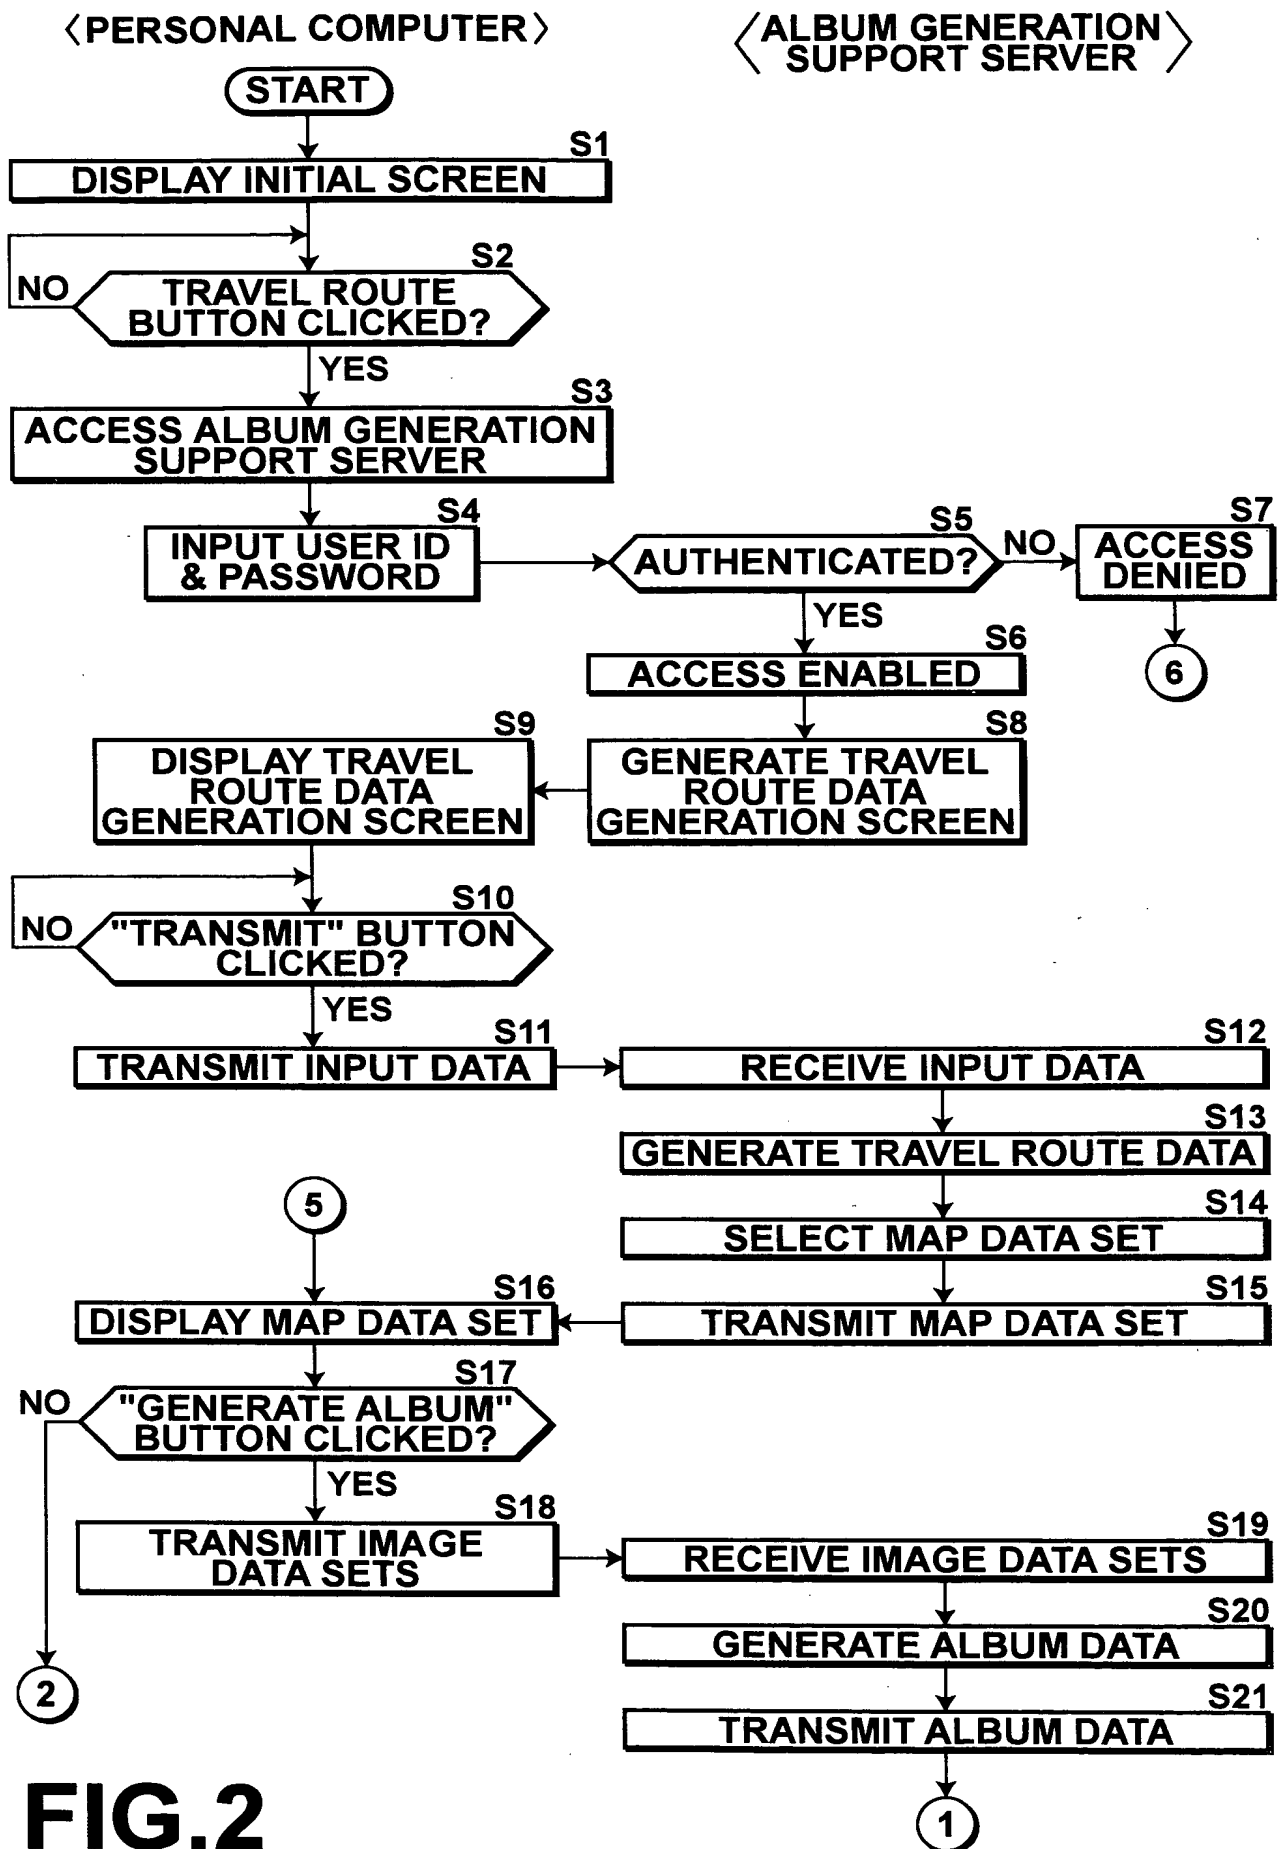 〈PERSONAL COMPUTER〉
〈ALBUM GENERATION
SUPPORT SERVER〉
START
S1
DISPLAY INITIAL SCREEN
S2
NO
TRAVEL ROUTE
BUTTON CLICKED?
YES
S3
ACCESS ALBUM GENERATION
SUPPORT SERVER
S4
INPUT USER ID
& PASSWORD
S5
AUTHENTICATED?
NO
S7
ACCESS
DENIED
YES
6
S6
ACCESS ENABLED
S8
GENERATE TRAVEL
ROUTE DATA
GENERATION SCREEN
S9
DISPLAY TRAVEL
ROUTE DATA
GENERATION SCREEN
S10
NO
"TRANSMIT" BUTTON
CLICKED?
YES
S11
TRANSMIT INPUT DATA
S12
RECEIVE INPUT DATA
S13
GENERATE TRAVEL ROUTE DATA
S14
SELECT MAP DATA SET
S15
TRANSMIT MAP DATA SET
5
S16
DISPLAY MAP DATA SET
S17
NO
"GENERATE ALBUM"
BUTTON CLICKED?
YES
2
S18
TRANSMIT IMAGE
DATA SETS
S19
RECEIVE IMAGE DATA SETS
S20
GENERATE ALBUM DATA
S21
TRANSMIT ALBUM DATA
1
FIG.2